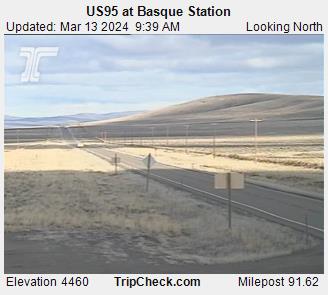 US95 at Basque Station
Updated: Mar 13 2024 9:39 AM Looking North
Elevation 4460 TripCheck.com Milepost 91.62